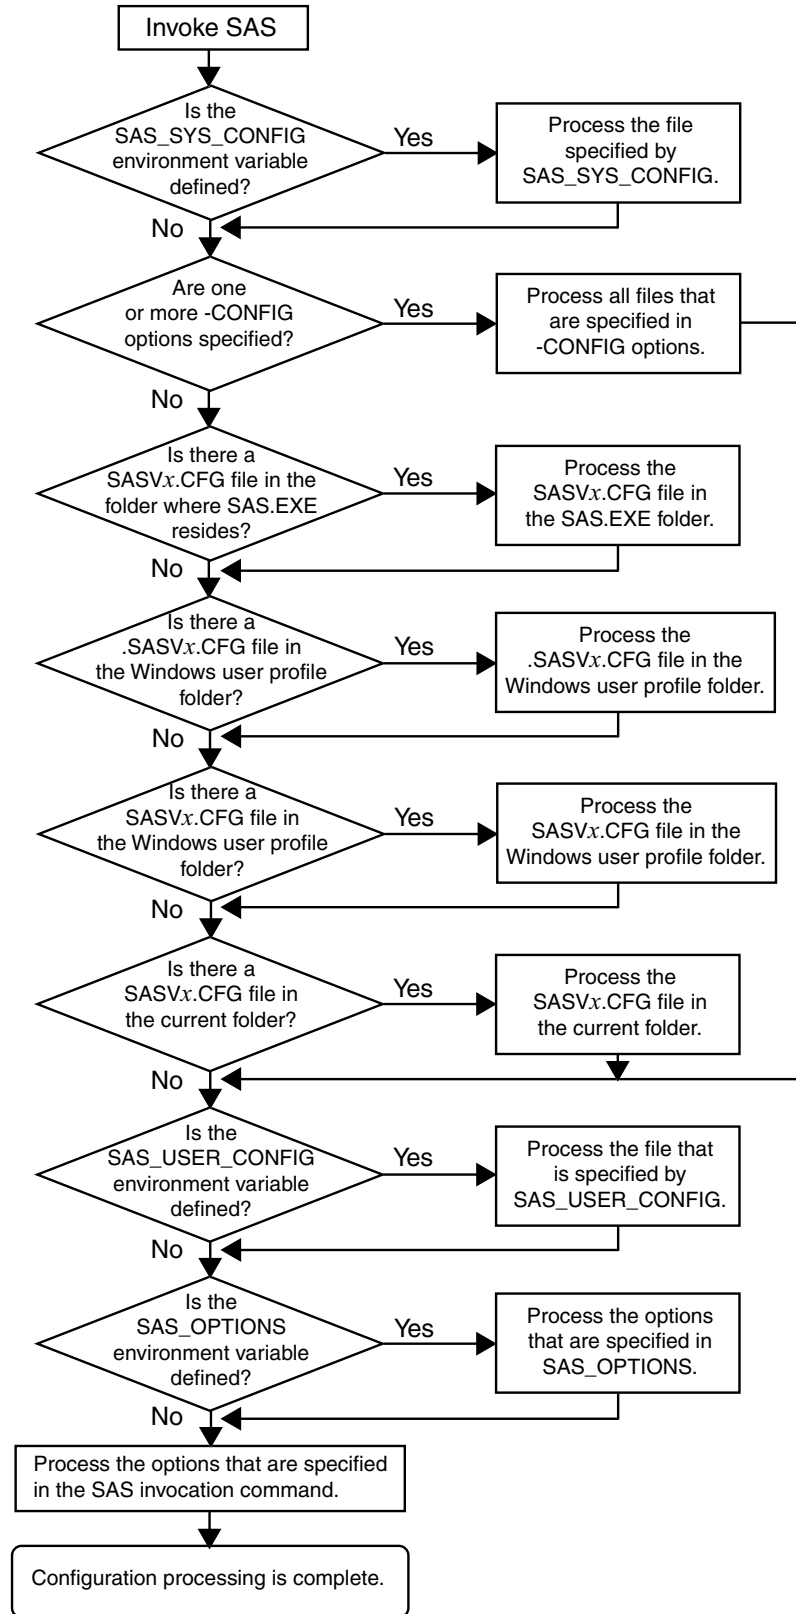 Invoke SAS
Is the
SAS_SYS_CONFIG
environment variable
defined?
Yes
Process the file
specified by
SAS_SYS_CONFIG.
No
Are one
or more -CONFIG
options specified?
Yes
Process all files that
are specified in
-CONFIG options.
No
Is there a
SASVx.CFG file in the
folder where SAS.EXE
resides?
Yes
Process the
SASVx.CFG file in
the SAS.EXE folder.
No
Is there a
.SASVx.CFG file in
the Windows user profile
folder?
Yes
Process the
.SASVx.CFG file in the
Windows user profile folder.
No
Is there a
SASVx.CFG file in
the Windows user profile
folder?
Yes
Process the
SASVx.CFG file in the
Windows user profile folder.
No
Is there a
SASVx.CFG file in
the current folder?
Yes
Process the
SASVx.CFG file in
the current folder.
No
Is the
SAS_USER_CONFIG
environment variable
defined?
Yes
Process the file that
is specified by
SAS_USER_CONFIG.
No
Is the
SAS_OPTIONS
environment variable
defined?
Yes
Process the options
that are specified in
SAS_OPTIONS.
No
Process the options that are specified
in the SAS invocation command.
Configuration processing is complete.